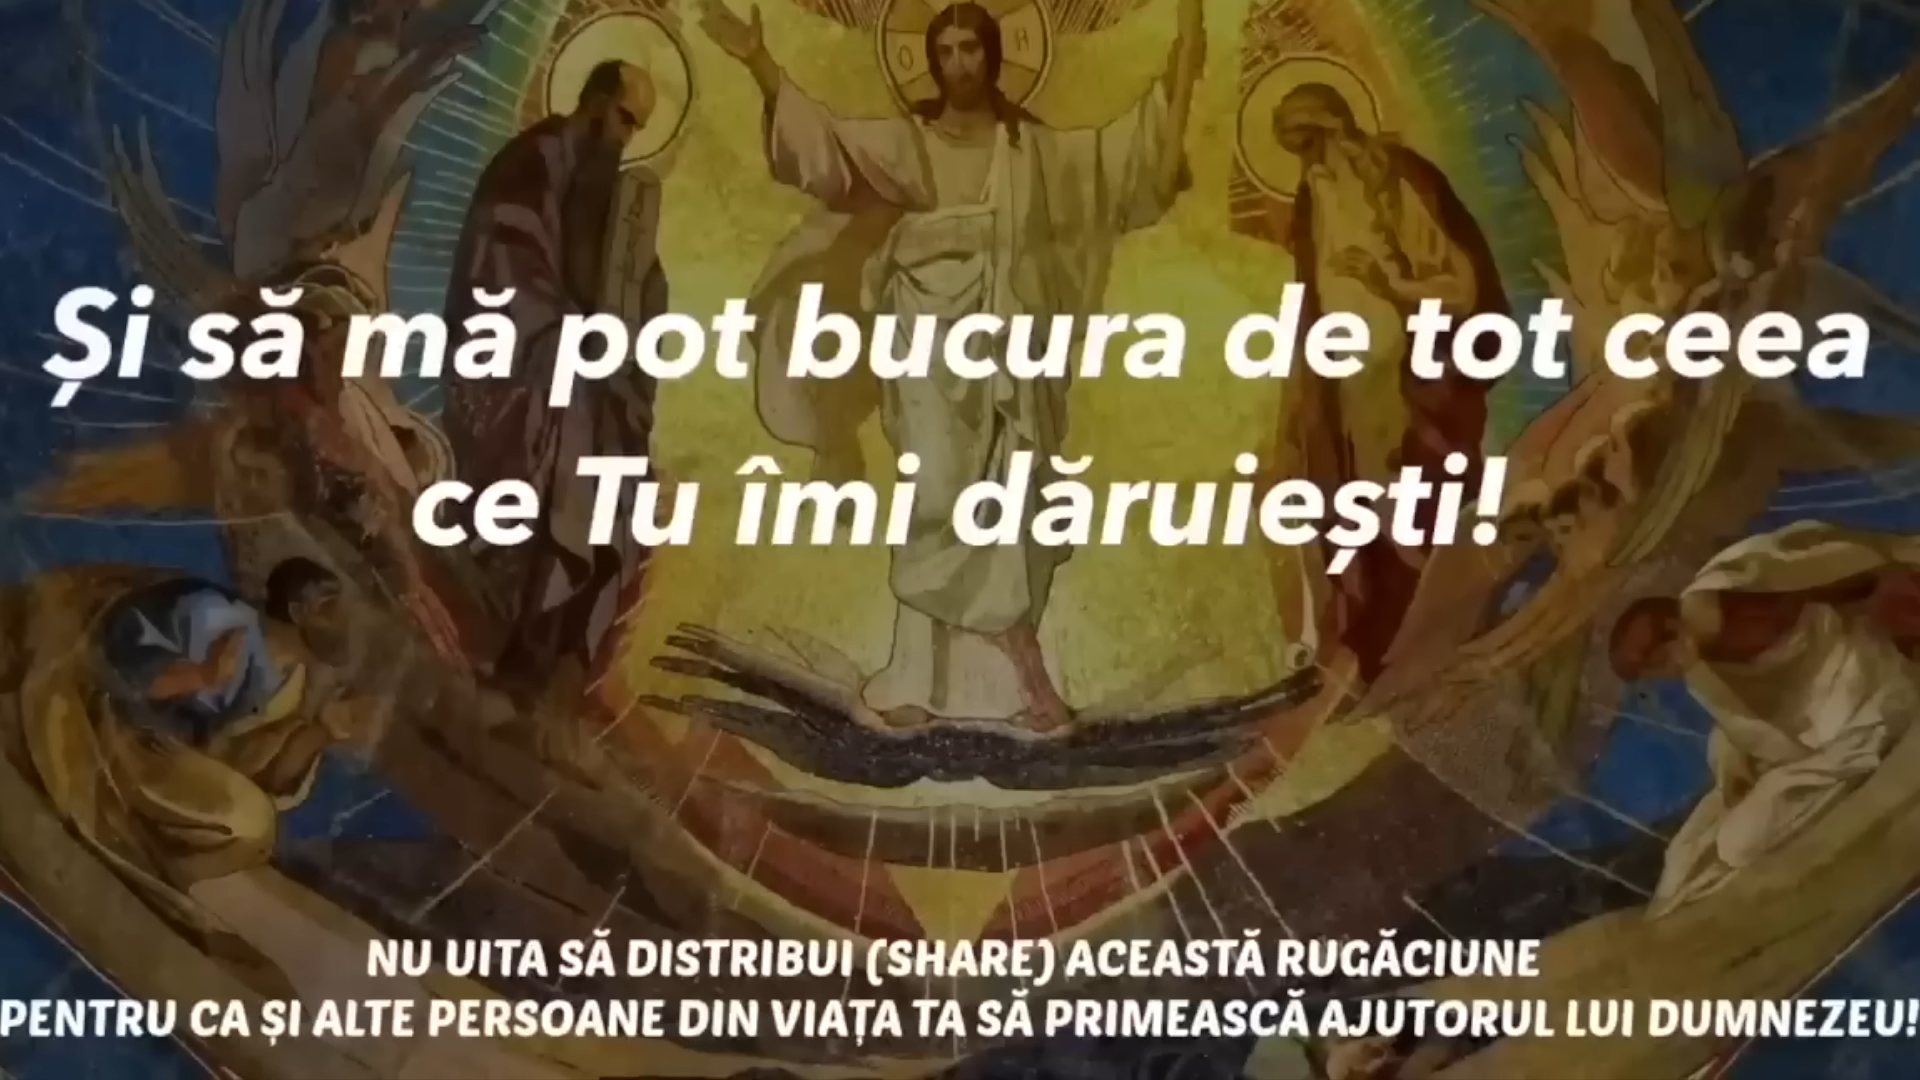 Și să mă pot bucura de tot ceea
ce Tu îmi dăruiești!
NU UITA SĂ DISTRIBUI (SHARE) ACEASTĂ RUGĂCIUNE
PENTRU CA ȘI ALTE PERSOANE DIN VIAȚA TA SĂ PRIMEASCĂ AJUTORUL LUI DUMNEZEU!